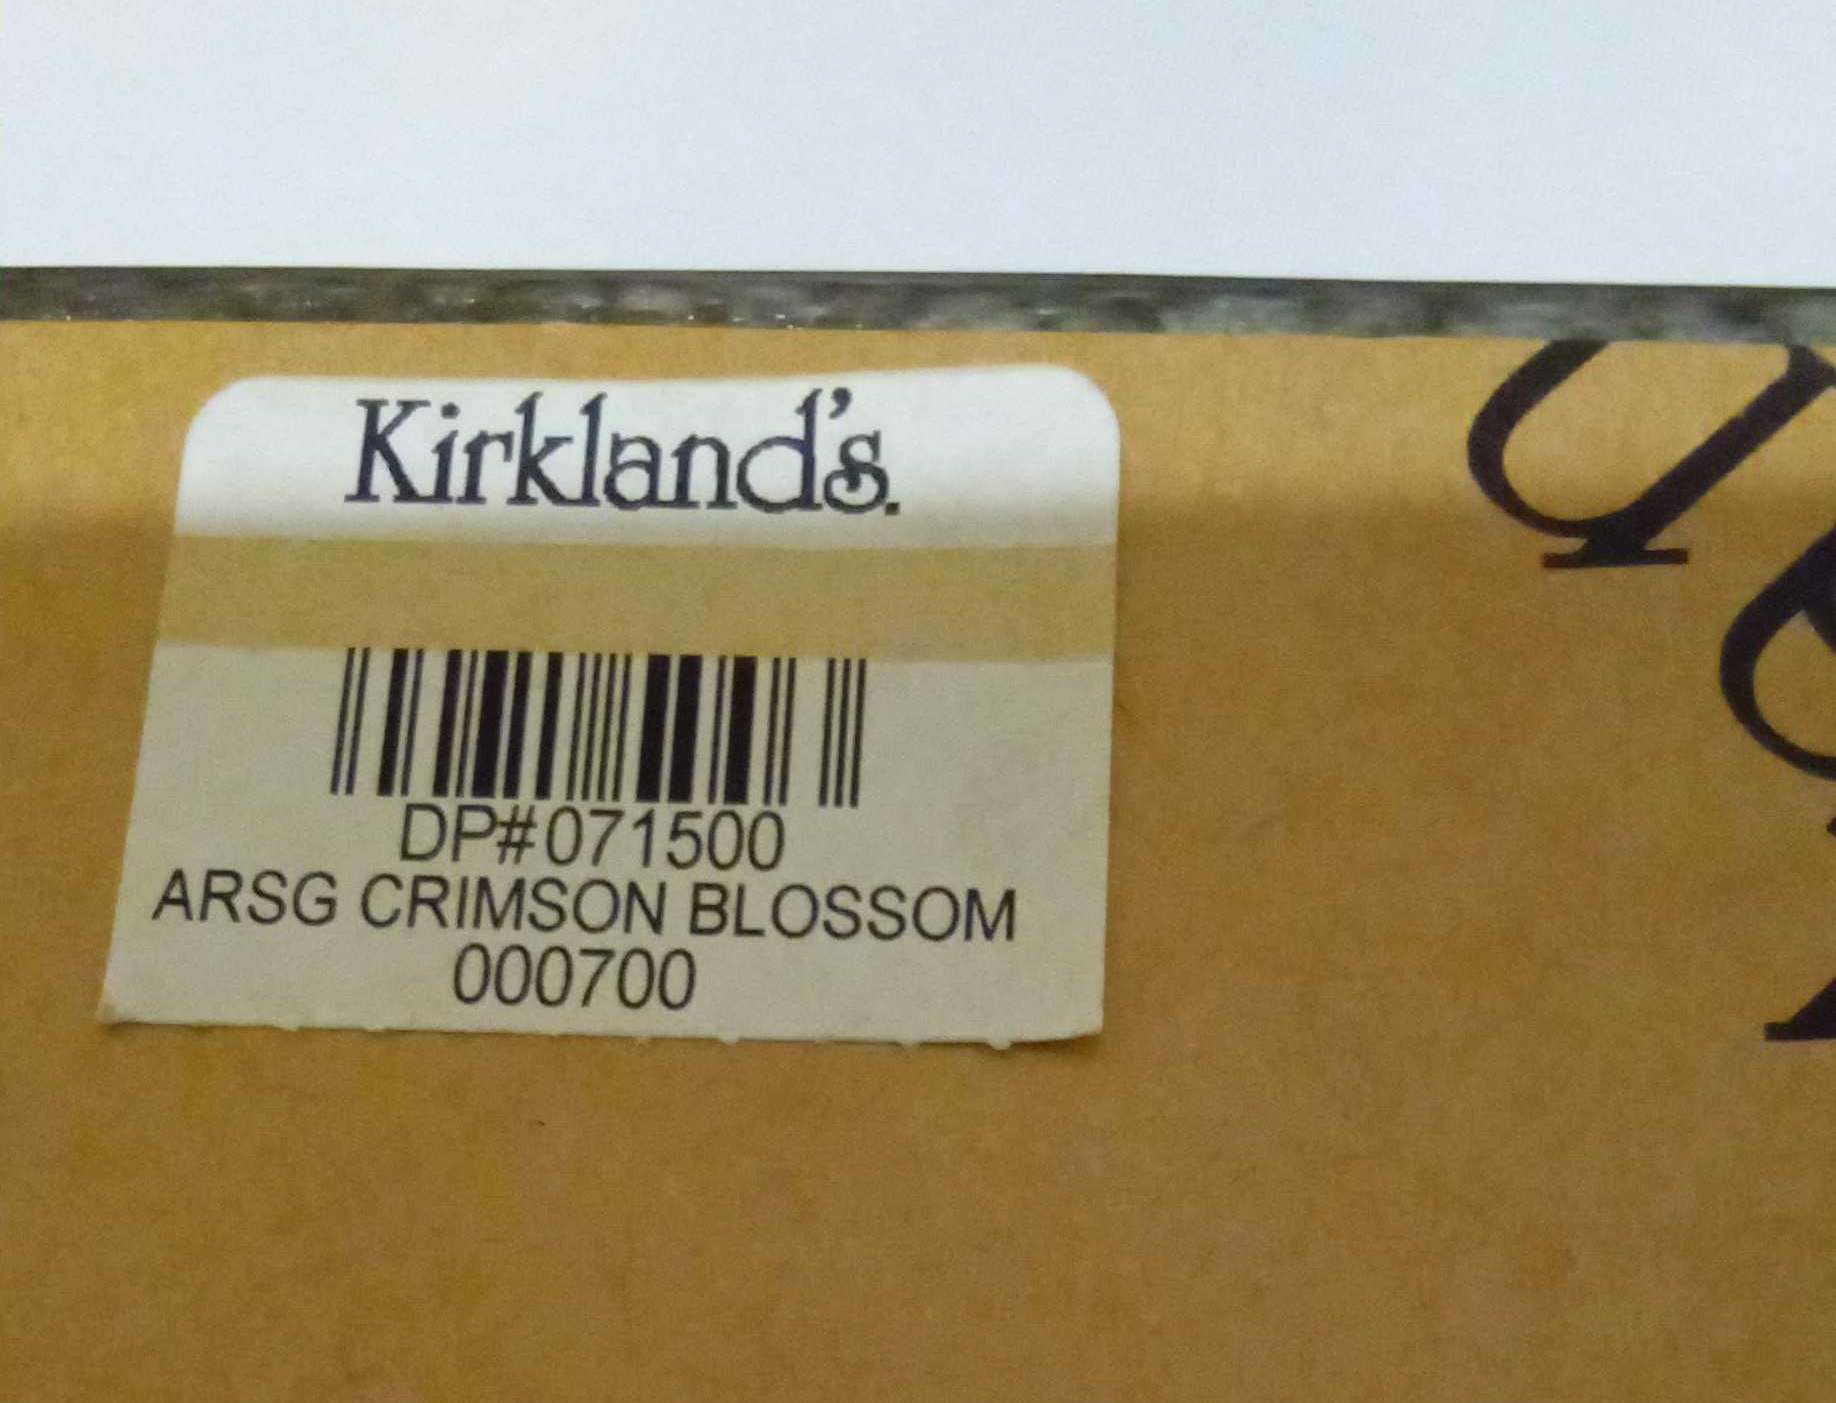 Kirkland's.
DP#071500
ARSG CRIMSON BLOSSOM
000700